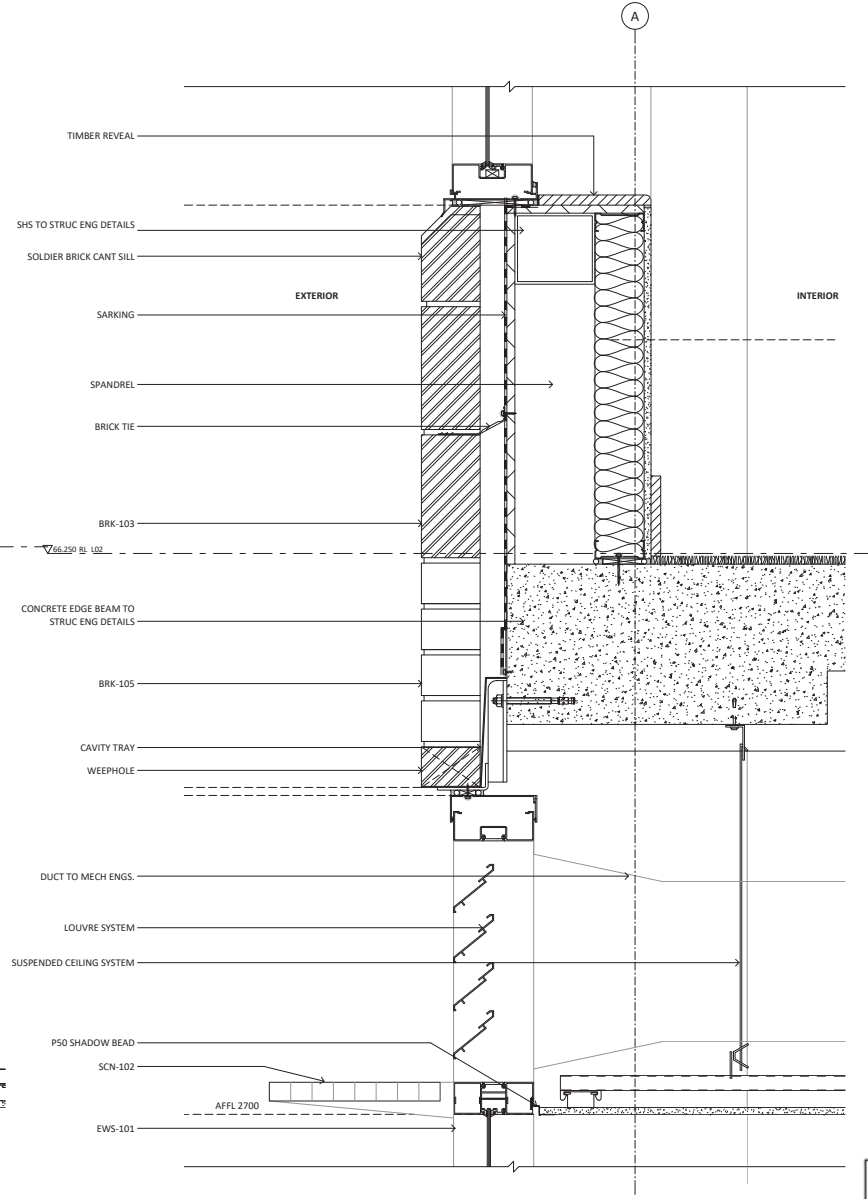 A
TIMBER REVEAL
SHS TO STRUC ENG DETAILS
SOLDIER BRICK CANT SILL
EXTERIOR
INTERIOR
SARKING
SPANDREL
BRICK TIE
BRK-103
66.250 RL L02
CONCRETE EDGE BEAM TO
STRUC ENG DETAILS
BRK-105
CAVITY TRAY
WEEPHOLE
DUCT TO MECH ENGS.
LOUVRE SYSTEM
SUSPENDED CEILING SYSTEM
P50 SHADOW BEAD
SCN-102
AFFL 2700
EWS-101